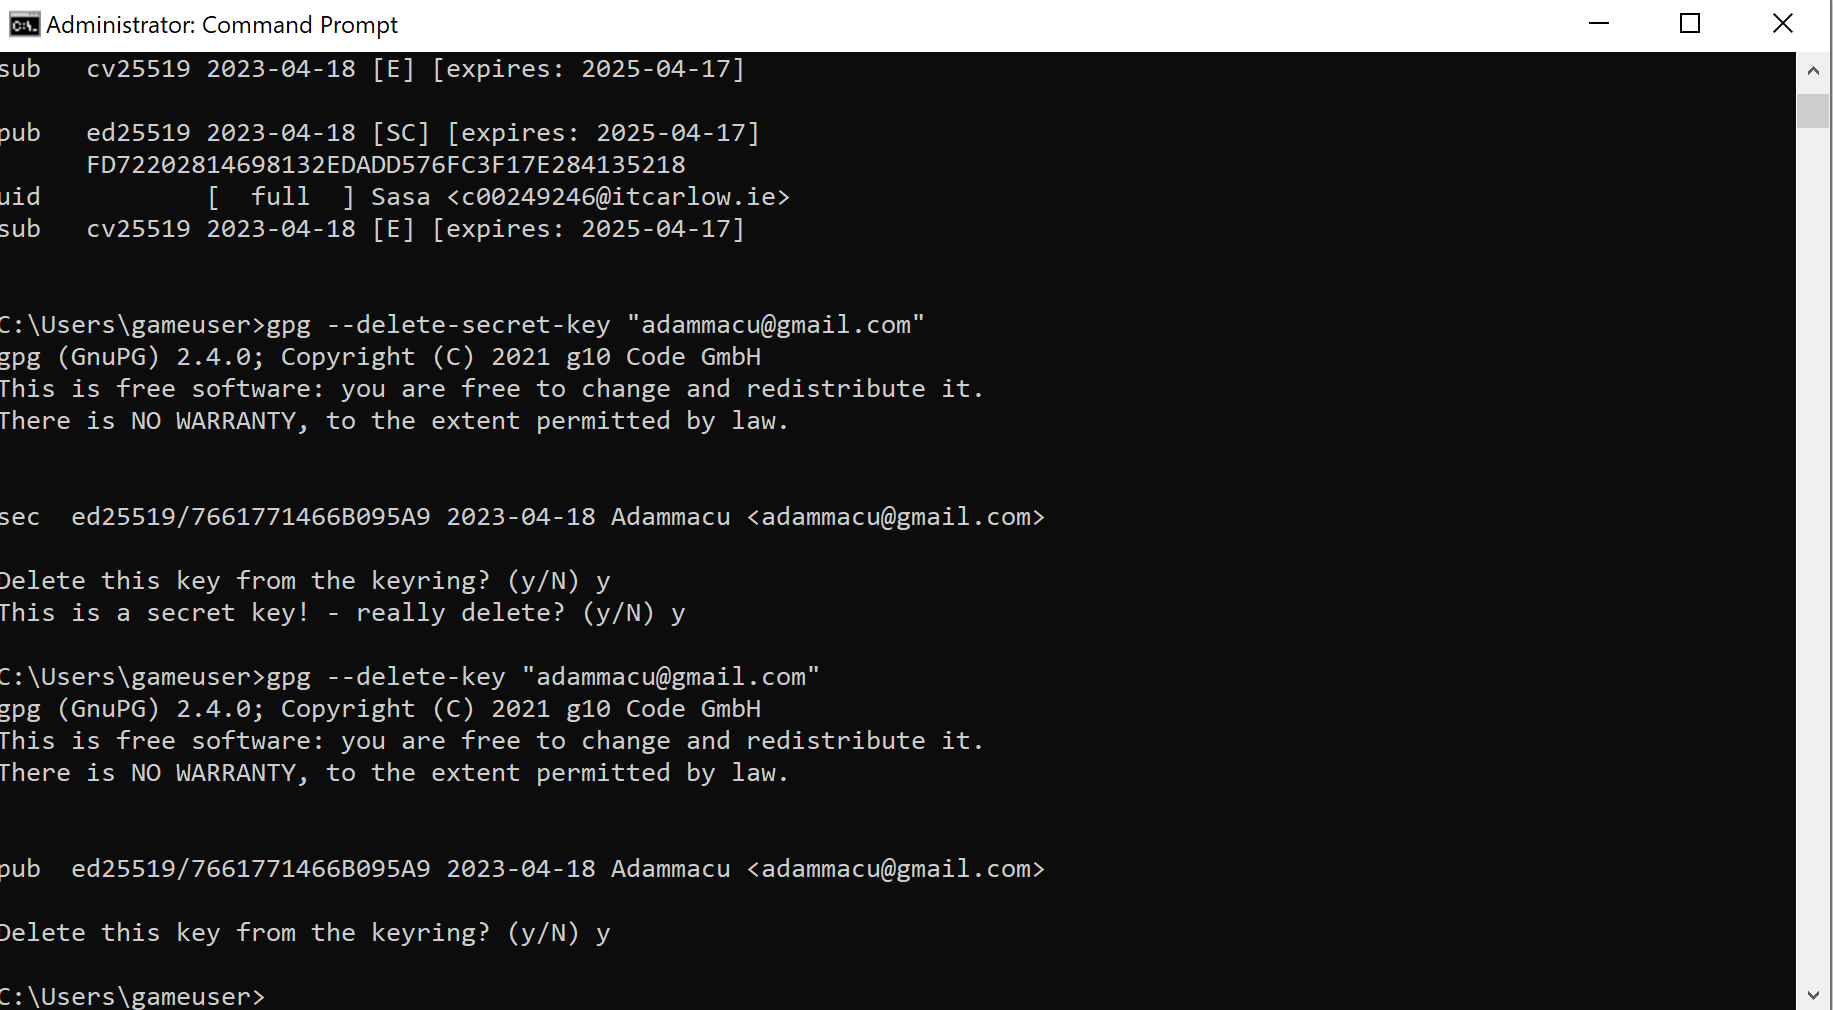 Administrator: Command Prompt
sub   cv25519 2023-04-18 [E] [expires: 2025-04-17]
pub   ed25519 2023-04-18 [SC] [expires: 2025-04-17]
      FD72202814698132EDADD576FC3F17E284135218
uid           [  full  ] Sasa <c00249246@itcarlow.ie>
sub   cv25519 2023-04-18 [E] [expires: 2025-04-17]
C:\Users\gameuser>gpg --delete-secret-key "adammacu@gmail.com"
gpg (GnuPG) 2.4.0; Copyright (C) 2021 g10 Code GmbH
This is free software: you are free to change and redistribute it.
There is NO WARRANTY, to the extent permitted by law.
sec  ed25519/7661771466B095A9 2023-04-18 Adammacu <adammacu@gmail.com>
Delete this key from the keyring? (y/N) y
This is a secret key! - really delete? (y/N) y
C:\Users\gameuser>gpg --delete-key "adammacu@gmail.com"
gpg (GnuPG) 2.4.0; Copyright (C) 2021 g10 Code GmbH
This is free software: you are free to change and redistribute it.
There is NO WARRANTY, to the extent permitted by law.
pub  ed25519/7661771466B095A9 2023-04-18 Adammacu <adammacu@gmail.com>
Delete this key from the keyring? (y/N) y
C:\Users\gameuser>